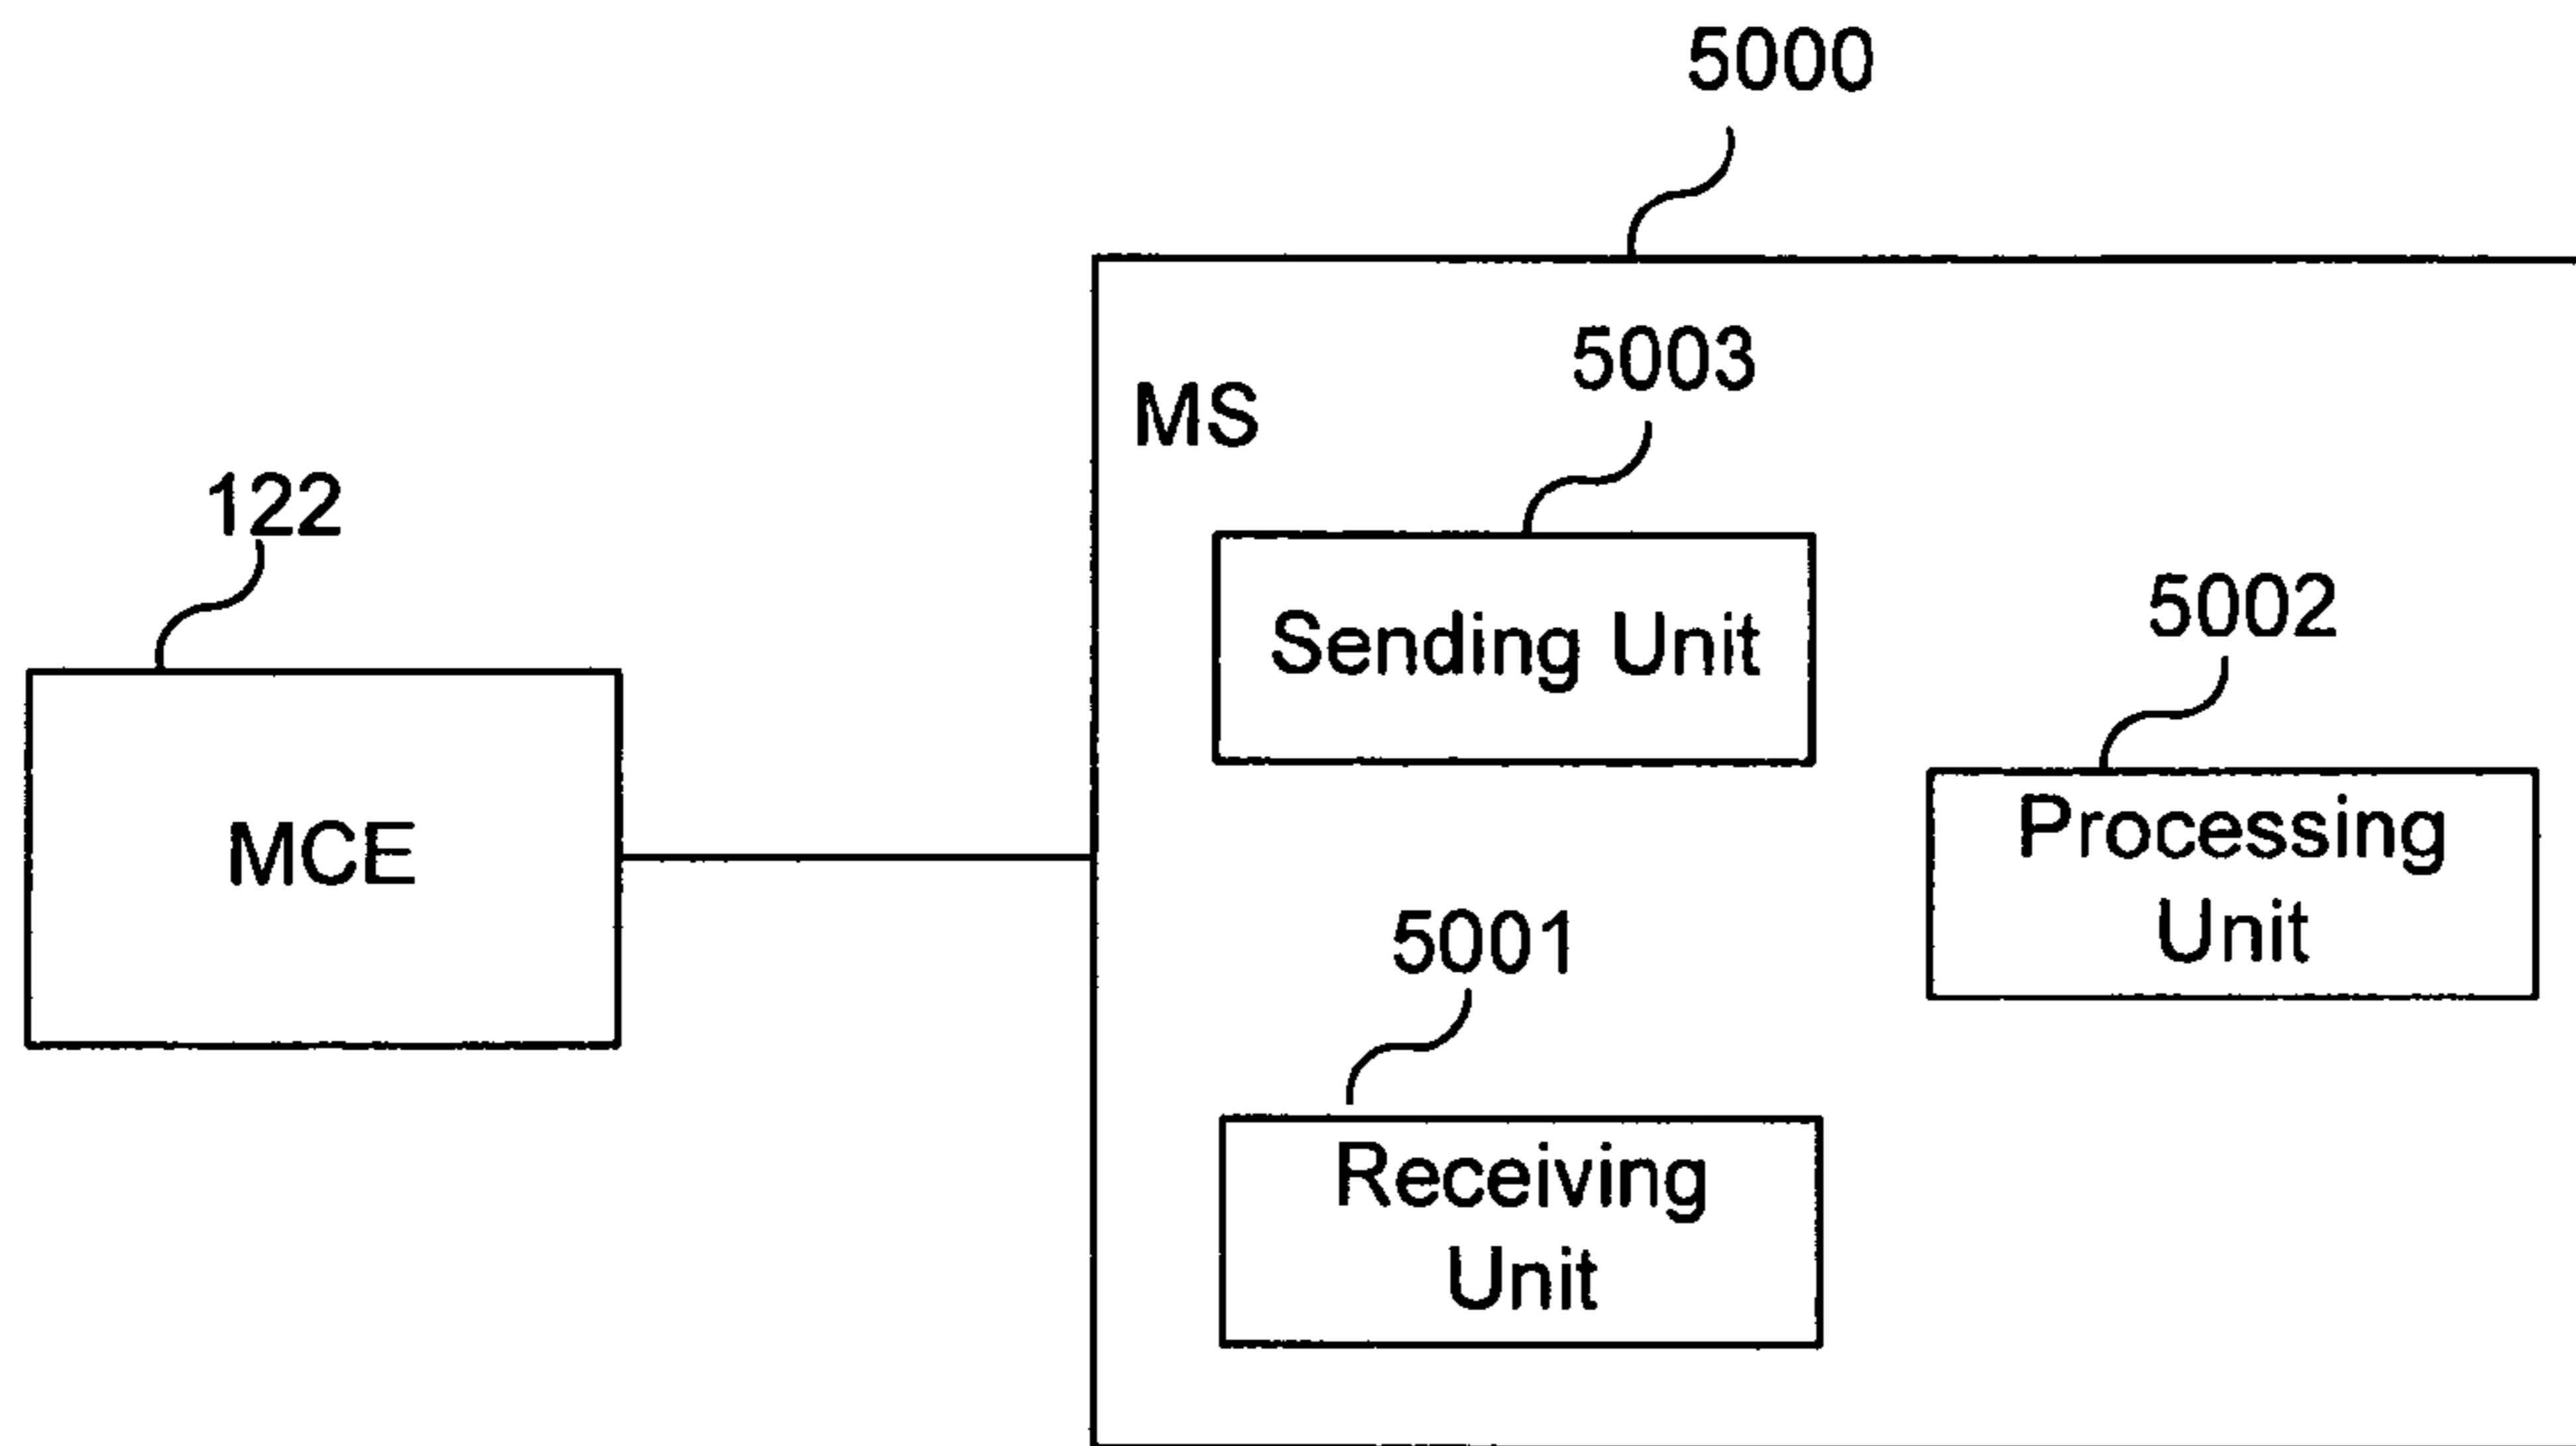 5000
5003
MS
122
Sending Unit
5002
Processing
Unit
MCE
5001
Receiving
Unit